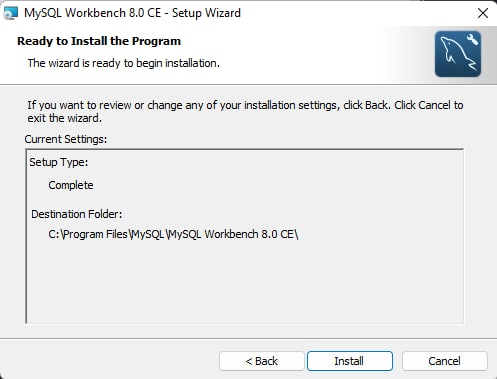 MySQL Workbench 8.0 CE - Setup Wizard
Ready to Install the Program
The wizard is ready to begin installation.
If you want to review or change any of your installation settings, click Back. Click Cancel to
exit the wizard.
Current Settings:
Setup Type:
Complete
Destination Folder:
C:\Program Files\MySQL\MySQL Workbench 8.0 CE\
< Back
Install
Cancel